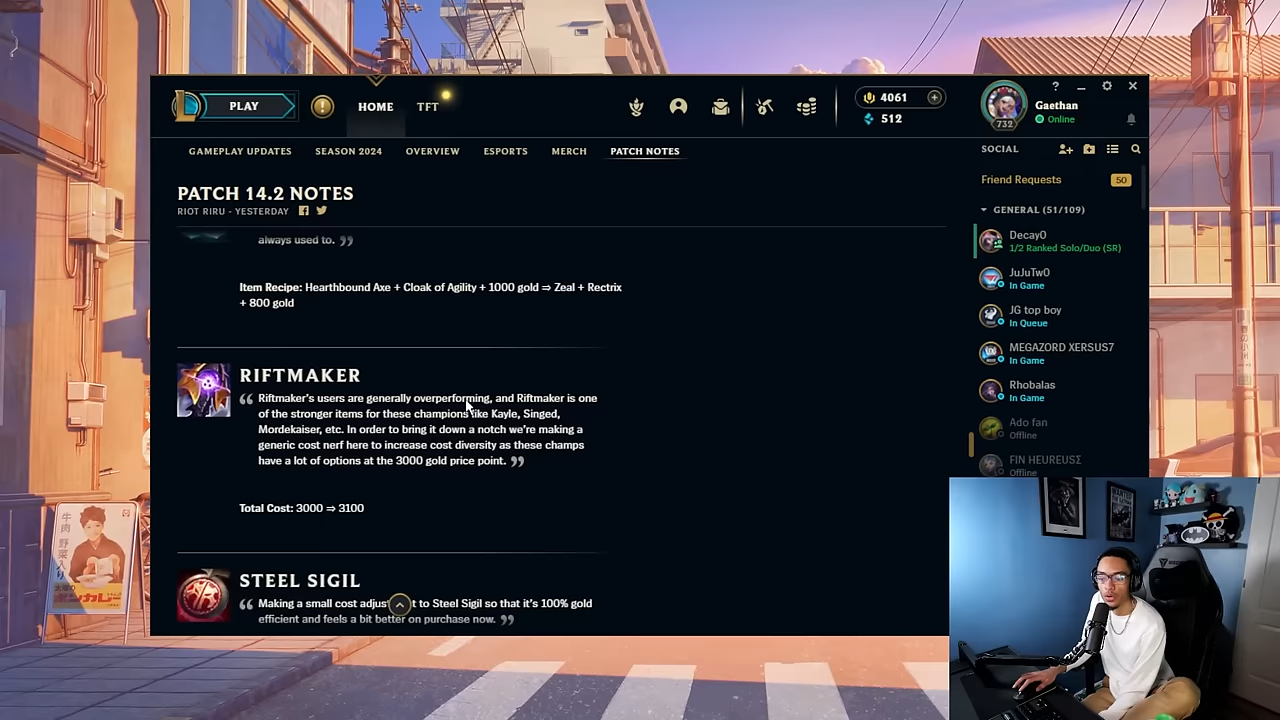 PLAY
HOME
TFT
4061
512
732
Gaethan
Online
GAMEPLAY UPDATES
SEASON 2024
OVERVIEW
ESPORTS
MERCH
PATCH NOTES
SOCIAL
PATCH 14.2 NOTES
RIOT RIRU - YESTERDAY
Friend Requests
50
GENERAL (51/109)
always used to.
Item Recipe: Hearthbound Axe + Cloak of Agility + 1000 gold ⇒ Zeal + Rectrix
+ 800 gold
RIFTMAKER
Riftmaker's users are generally overperforming, and Riftmaker is one
of the stronger items for these champions like Kayle, Singed,
Mordekaiser, etc. In order to bring it down a notch we're making a
generic cost nerf here to increase cost diversity as these champs
have a lot of options at the 3000 gold price point.
Total Cost: 3000 ⇒ 3100
STEEL SIGIL
Making a small cost adjus t to Steel Sigil so that it's 100% gold
efficient and feels a bit better on purchase now.
Decay0
1/2 Ranked Solo/Duo (SR)
JuJuTw0
In Game
JG top boy
In Queue
MEGAZORD XERSUS7
In Game
Rhobalas
In Game
Ado fan
Offline
FIN HEUREUSΣ
Offline
牛肉
野菜入り